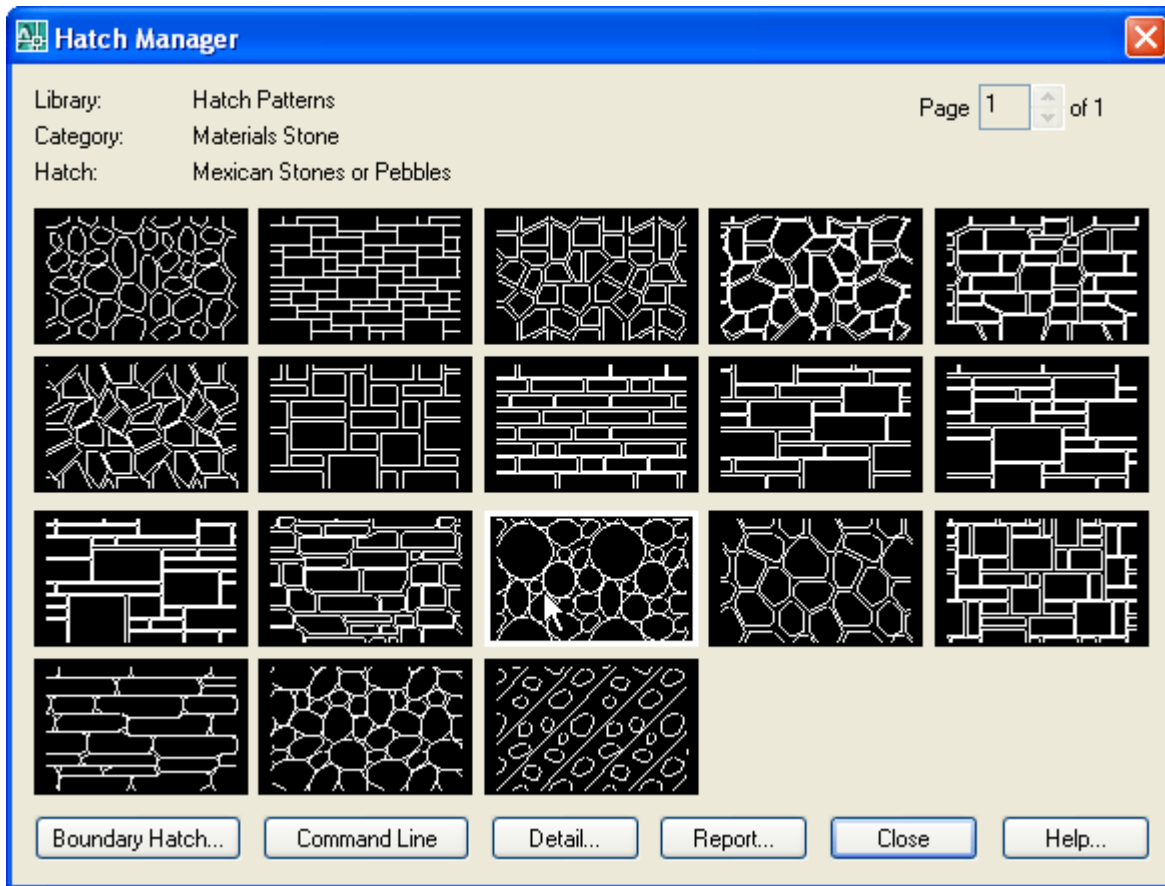 Hatch Manager
Library: Hatch Patterns
Page 1 of 1
Category: Materials Stone
Hatch: Mexican Stones or Pebbles
Boundary Hatch... Command Line Detail... Report... Close Help...